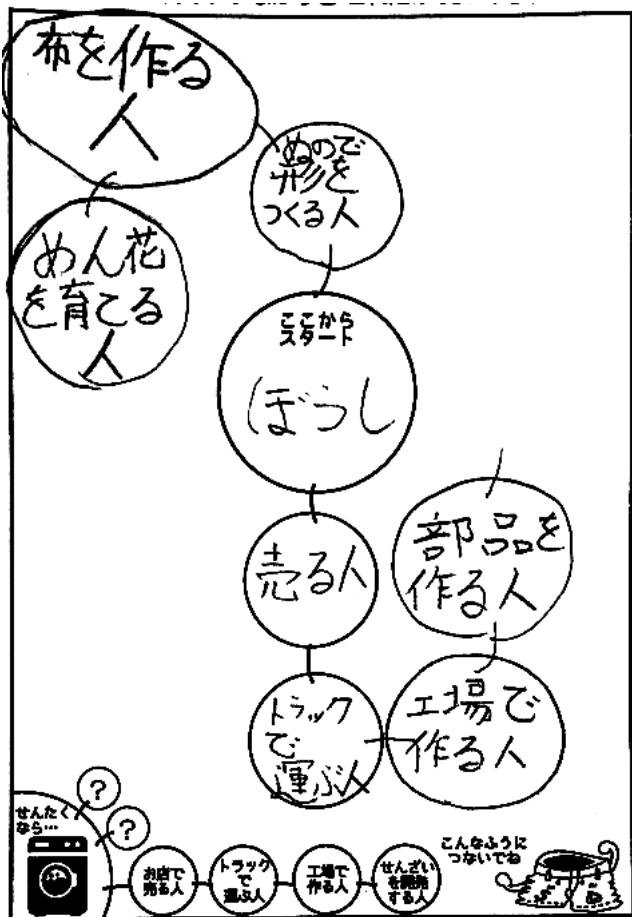 布を作る
人
ぬので
形を
つくる人
めん花
を育てる
人
ここから
スタート
ぼうし
売る人
部品を
作る人
トラック
で
運ぶ人
工場で
作る人
せんたく
なら…
?
?
お店で
売る人
トラック
で
運ぶ人
工場で
作る人
せんざい
を開発
する人
こんなふうに
つないでね